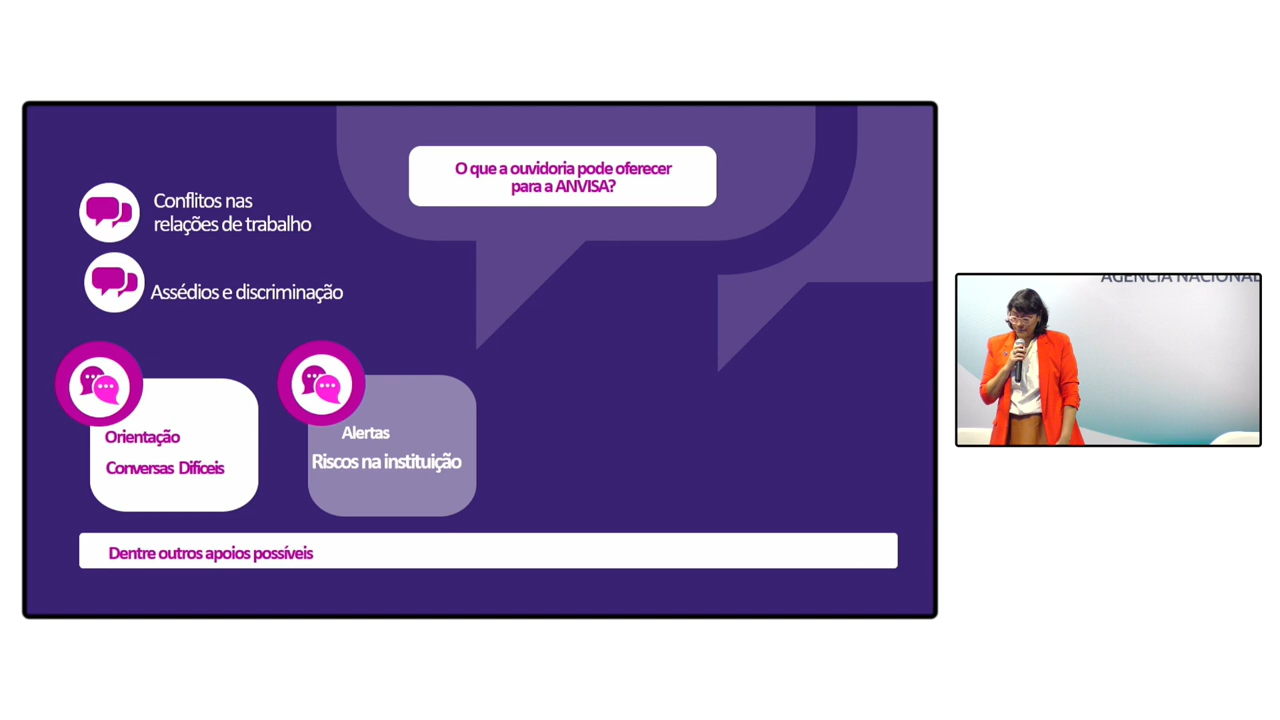 O que a ouvidoria pode oferecer
para a ANVISA?
Conflitos nas
relações de trabalho
Assédios e discriminação
Orientação
Conversas Difíceis
Alertas
Riscos na instituição
Dentre outros apoios possíveis
AGÊNCIA NACIONAL